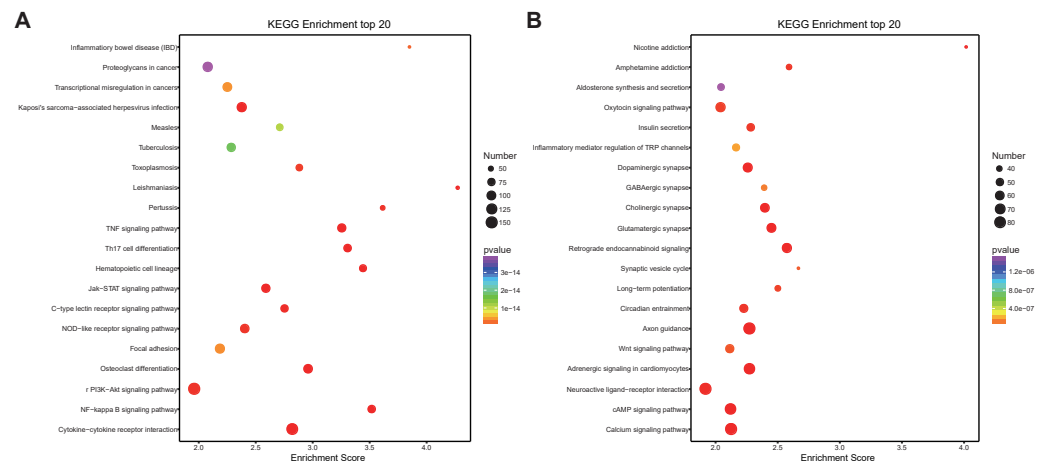 A
KEGG Enrichment top 20
Inflammatory bowel disease (IBD)
Proteoglycans in cancer
Transcriptional misregulation in cancers
Kaposi's sarcoma−associated herpesvirus infection
Measles
Tuberculosis
Toxoplasmosis
Leishmaniasis
Pertussis
TNF signaling pathway
Th17 cell differentiation
Hematopoietic cell lineage
Jak−STAT signaling pathway
C−type lectin receptor signaling pathway
NOD−like receptor signaling pathway
Focal adhesion
Osteoclast differentiation
r PI3K−Akt signaling pathway
NF−kappa B signaling pathway
Cytokine−cytokine receptor interaction
2.0 2.5 3.0 3.5 4.0
Enrichment Score
Number
50
75
100
125
150
pvalue
3e−14
2e−14
1e−14
B
KEGG Enrichment top 20
Nicotine addiction
Amphetamine addiction
Aldosterone synthesis and secretion
Oxytocin signaling pathway
Insulin secretion
Inflammatory mediator regulation of TRP channels
Dopaminergic synapse
GABAergic synapse
Cholinergic synapse
Glutamatergic synapse
Retrograde endocannabinoid signaling
Synaptic vesicle cycle
Long−term potentiation
Circadian entrainment
Axon guidance
Wnt signaling pathway
Adrenergic signaling in cardiomyocytes
Neuroactive ligand−receptor interaction
cAMP signaling pathway
Calcium signaling pathway
2.0 2.5 3.0 3.5 4.0
Enrichment Score
Number
40
50
60
70
80
pvalue
1.2e−06
8.0e−07
4.0e−07